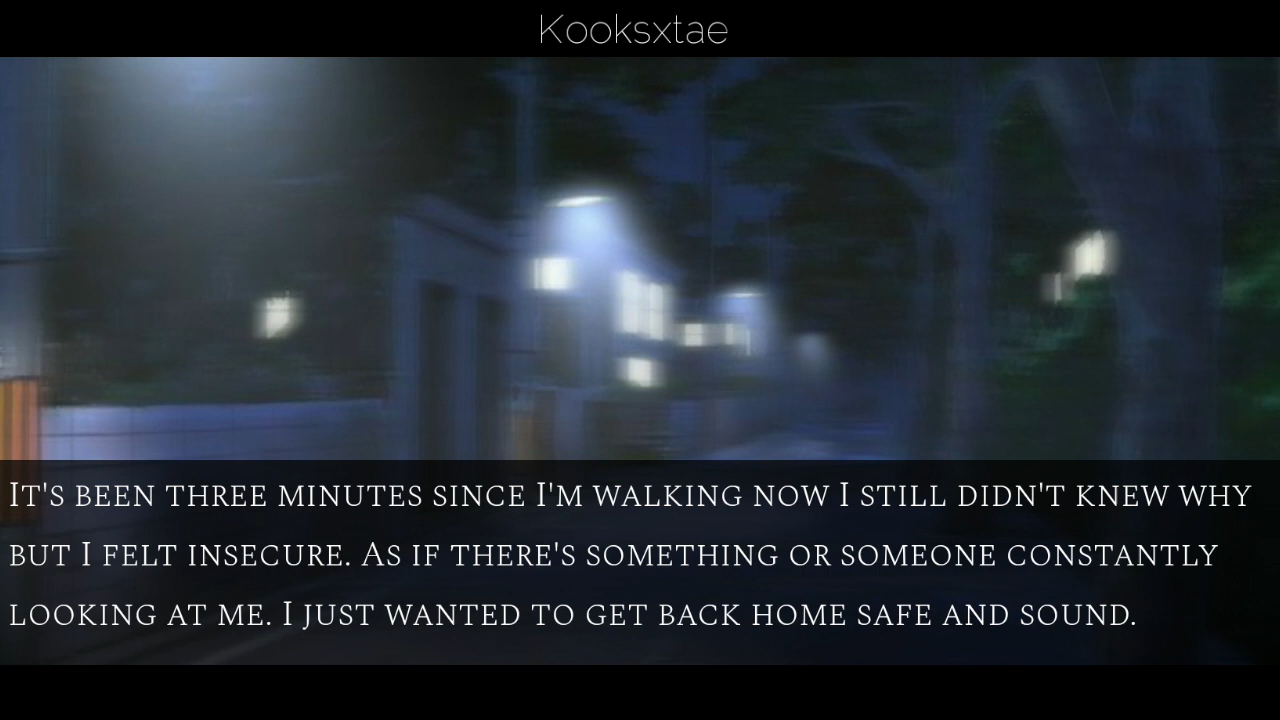 Kooksxtae
It's been three minutes since I'm walking now I still didn't knew why
but I felt insecure. As if there's something or someone constantly
looking at me. I just wanted to get back home safe and sound.